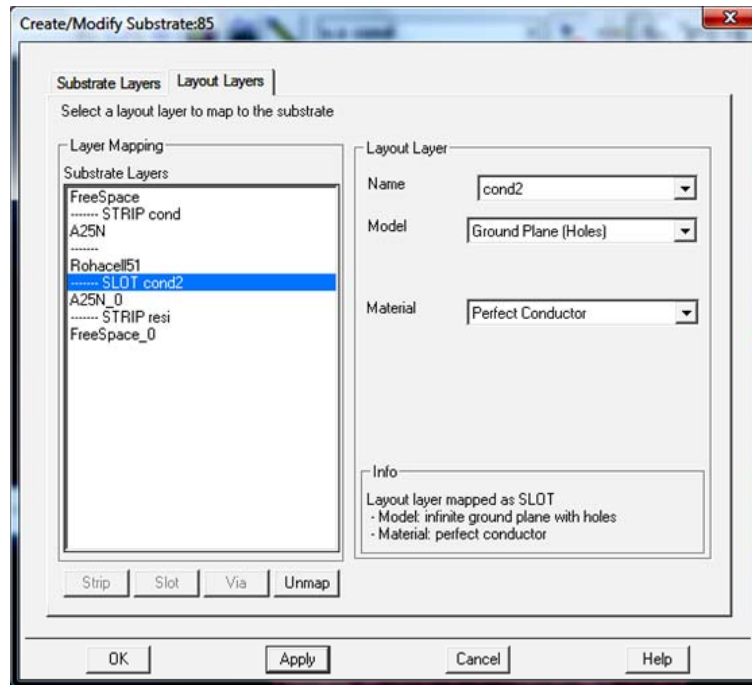 Create/Modify Substrate:85
Substrate Layers
Layout Layers
Select a layout layer to map to the substrate
Layer Mapping
Substrate Layers
FreeSpace
------- STRIP cond
A25N
-------
Rohacell51
------- SLOT cond2
A25N_0
------- STRIP resi
FreeSpace_0
Strip
Slot
Via
Unmap
Layout Layer
Name
cond2
Model
Ground Plane (Holes)
Material
Perfect Conductor
Info
Layout layer mapped as SLOT
- Model: infinite ground plane with holes
- Material: perfect conductor
OK
Apply
Cancel
Help